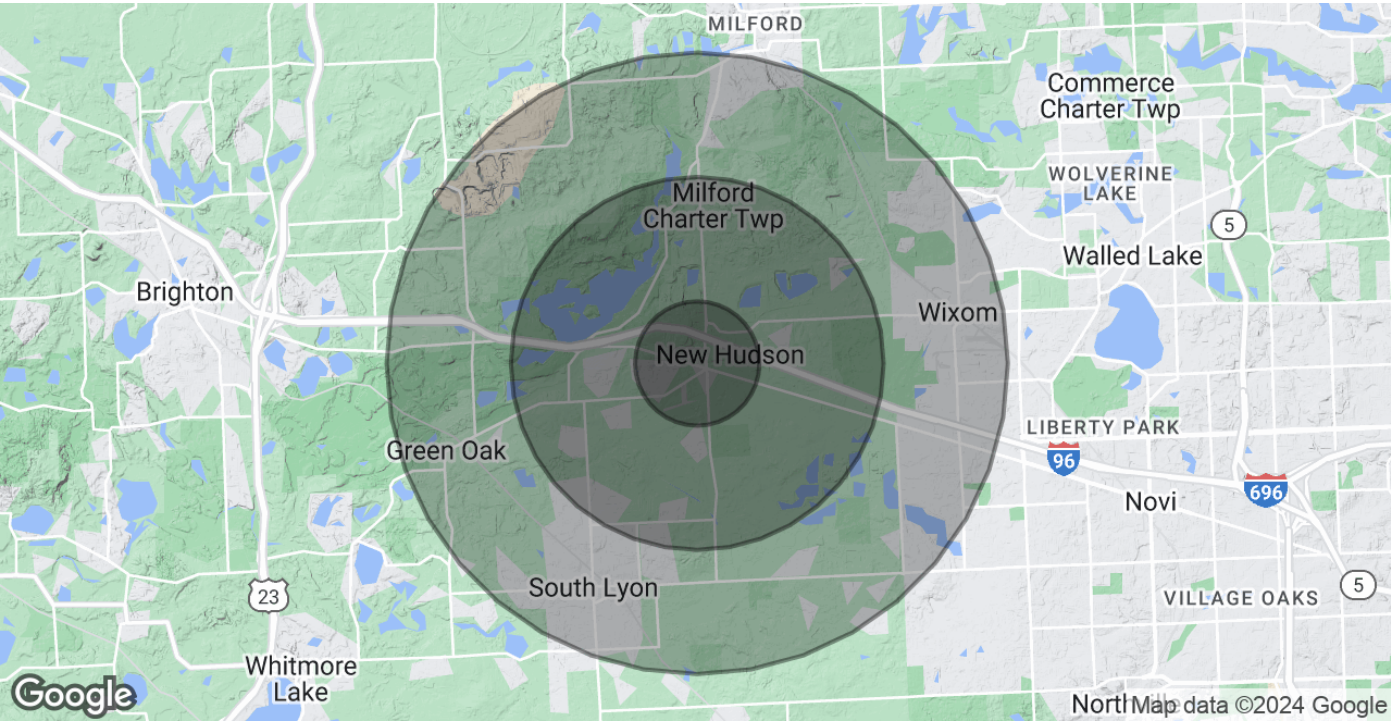 MILFORD
Commerce
Charter Twp
WOLVERINE
LAKE
Milford
Charter Twp
5
Walled Lake
Brighton
Wixom
New Hudson
LIBERTY PARK
Green Oak
96
696
Novi
South Lyon
23
5
VILLAGE OAKS
Whitmore
Lake
Google
Map data ©2024 Google